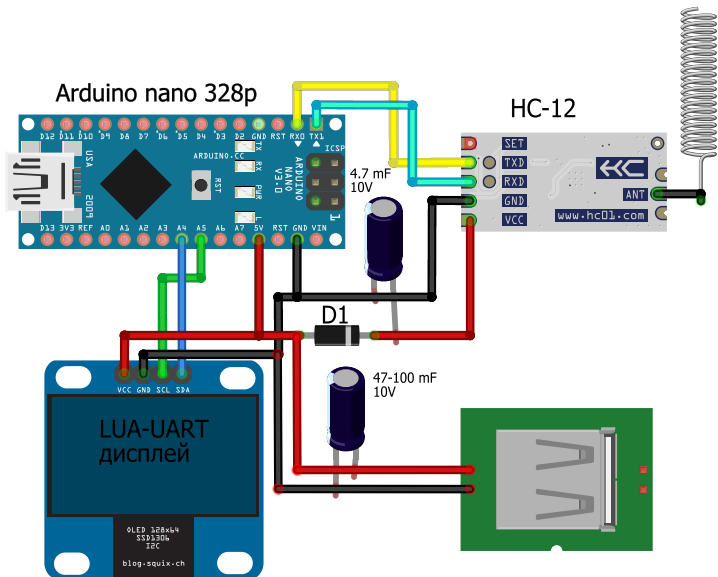 Arduino nano 328p
HC-12
D12 D11 D10 D9 D8 D7 D6 D5 D4 D3 D2 GND RST RX0 TX1
TX
RX
PWR
L
ARDUINO.CC
RST
ICSP
ARDUINO
NANO
V3.0
1
USA
2009
D13 3V3 REF A0 A1 A2 A3 A4 A5 A6 A7 5V RST GND VIN
4.7 mF
10V
SET
TXD
RXD
GND
VCC
HC
ANT
www.hc01.com
D1
47-100 mF
10V
VCC GND SCL SDA
LUA-UART
дисплей
OLED 128x64
SSD1306
I2C
blog.squix.ch